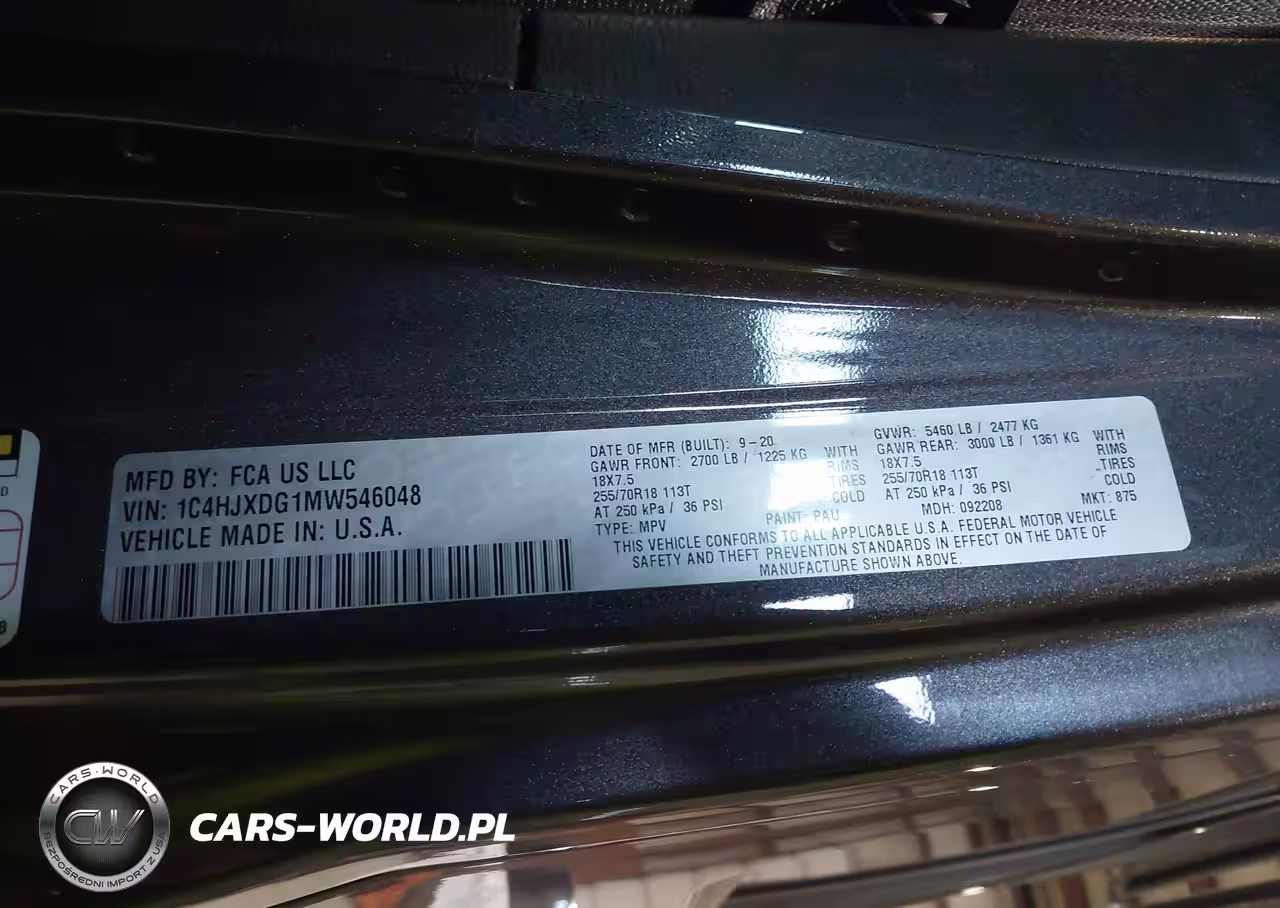 MFD BY: FCA US LLC
VIN: 1C4HJXDG1MW546048
VEHICLE MADE IN: U.S.A.
DATE OF MFR (BUILT): 9-20
GAWR FRONT: 2700 LB / 1225 KG WITH
18X7.5 RIMS
255/70R18 113T TIRES
AT 250 kPa / 36 PSI COLD
TYPE: MPV PAINT: PAU
GVWR: 5460 LB / 2477 KG
GAWR REAR: 3000 LB / 1361 KG WITH
18X7.5 RIMS
255/70R18 113T TIRES
AT 250 kPa / 36 PSI COLD
MDH: 092208 MKT: 875
THIS VEHICLE CONFORMS TO ALL APPLICABLE U.S.A. FEDERAL MOTOR VEHICLE
SAFETY AND THEFT PREVENTION STANDARDS IN EFFECT ON THE DATE OF
MANUFACTURE SHOWN ABOVE.
D
8
CARS-WORLD
CW
BEZPOŚREDNI IMPORT Z USA
CARS-WORLD.PL